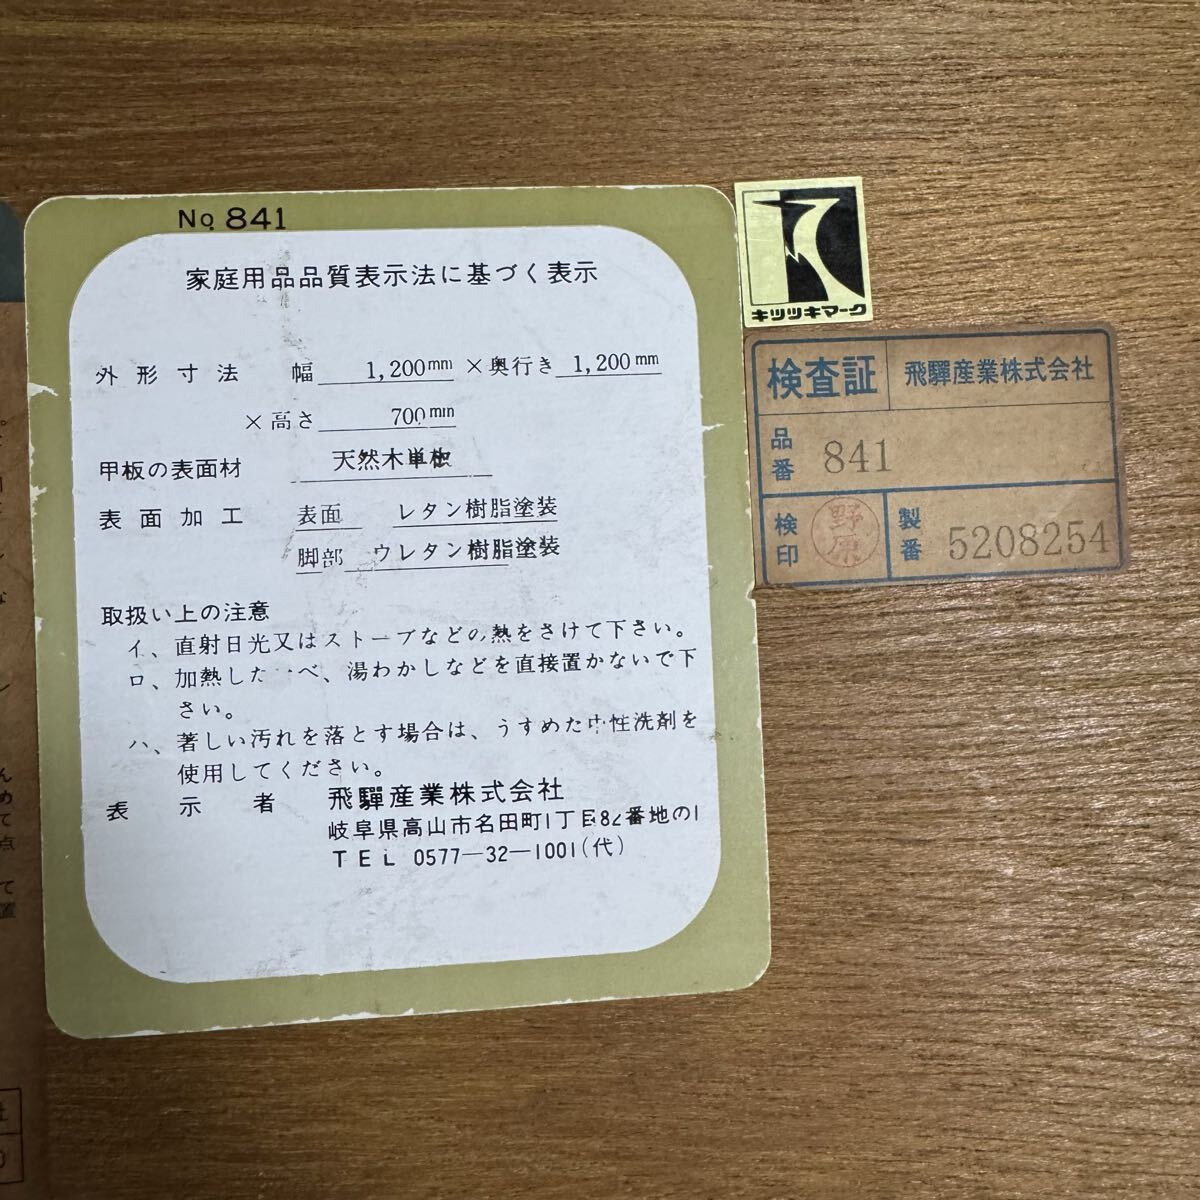 No. 841
家庭用品品質表示法に基づく表示
外形寸法 幅 1,200mm ×奥行き 1,200mm
×高さ 700mm
甲板の表面材 天然木単板
表面加工 表面 レタン樹脂塗装
脚部 ウレタン樹脂塗装
取扱い上の注意
イ、直射日光又はストーブなどの熱をさけて下さい。
ロ、加熱した べ、湯わかしなどを直接置かないで下
さい。
ハ、著しい汚れを落とす場合は、うすめた中性洗剤を
使用してください。
表示者 飛驒産業株式会社
岐阜県高山市名田町1丁目82番地の1
TEL 0577-32-1001(代)
キツツキマーク
検査証 飛驒産業株式会社
品番 841
検印 野原 製番 5208254